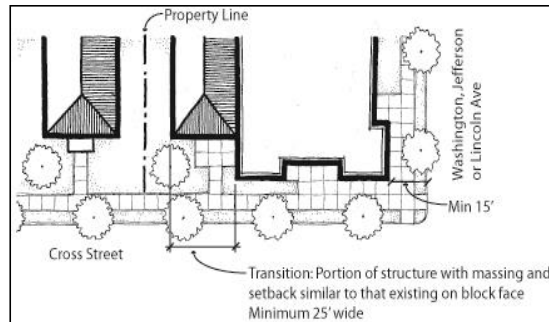 Property Line
Washington, Jefferson
or Lincoln Ave
Min 15'
Cross Street
Transition: Portion of structure with massing and
setback similar to that existing on block face
Minimum 25' wide